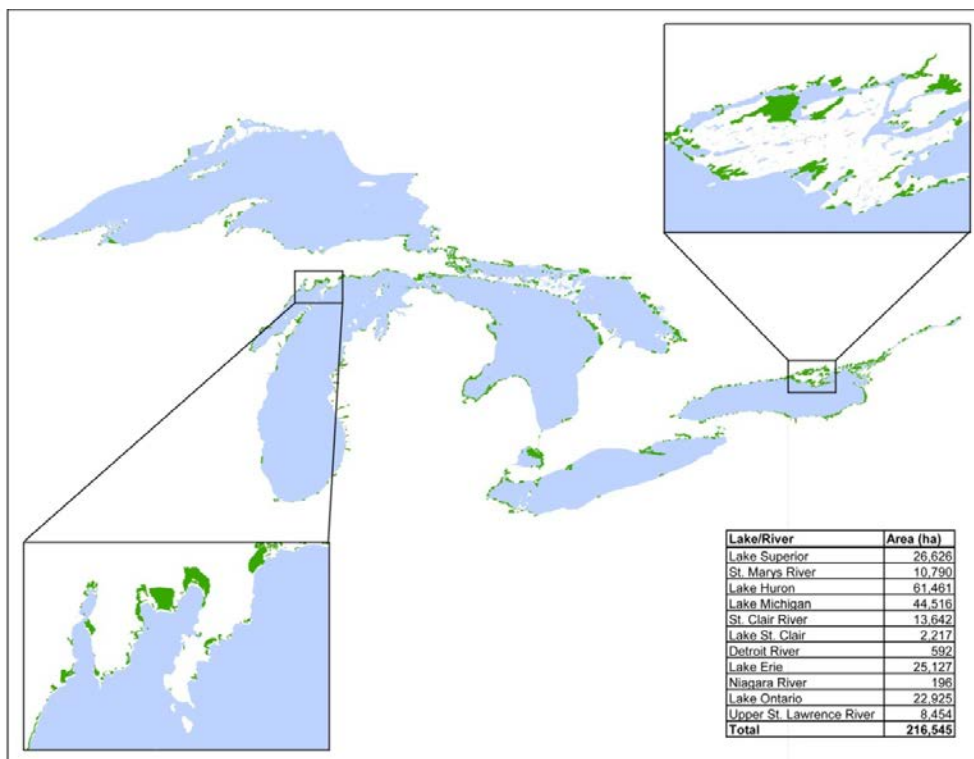 Lake/River Area (ha)
Lake Superior 26,626
St. Marys River 10,790
Lake Huron 61,461
Lake Michigan 44,516
St. Clair River 13,642
Lake St. Clair 2,217
Detroit River 592
Lake Erie 25,127
Niagara River 196
Lake Ontario 22,925
Upper St. Lawrence River 8,454
Total 216,545